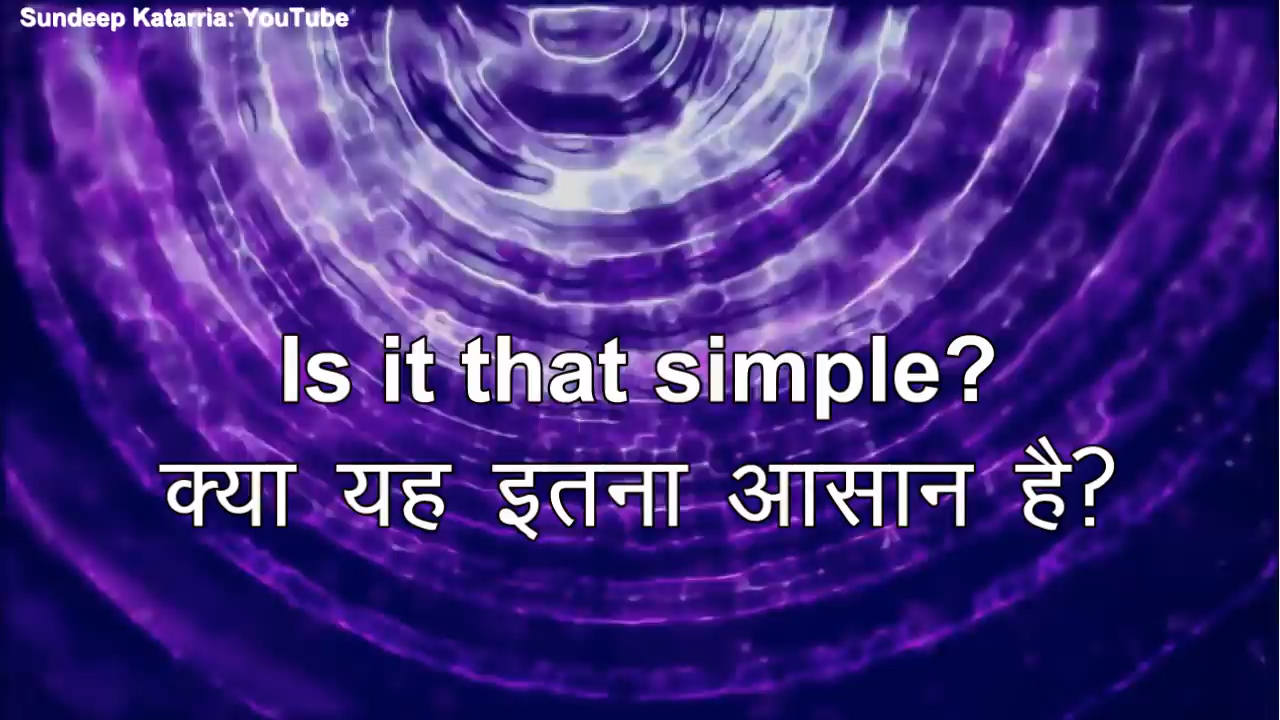 Sundeep Katarria: YouTube
Is it that simple?
क्या यह इतना आसान है?